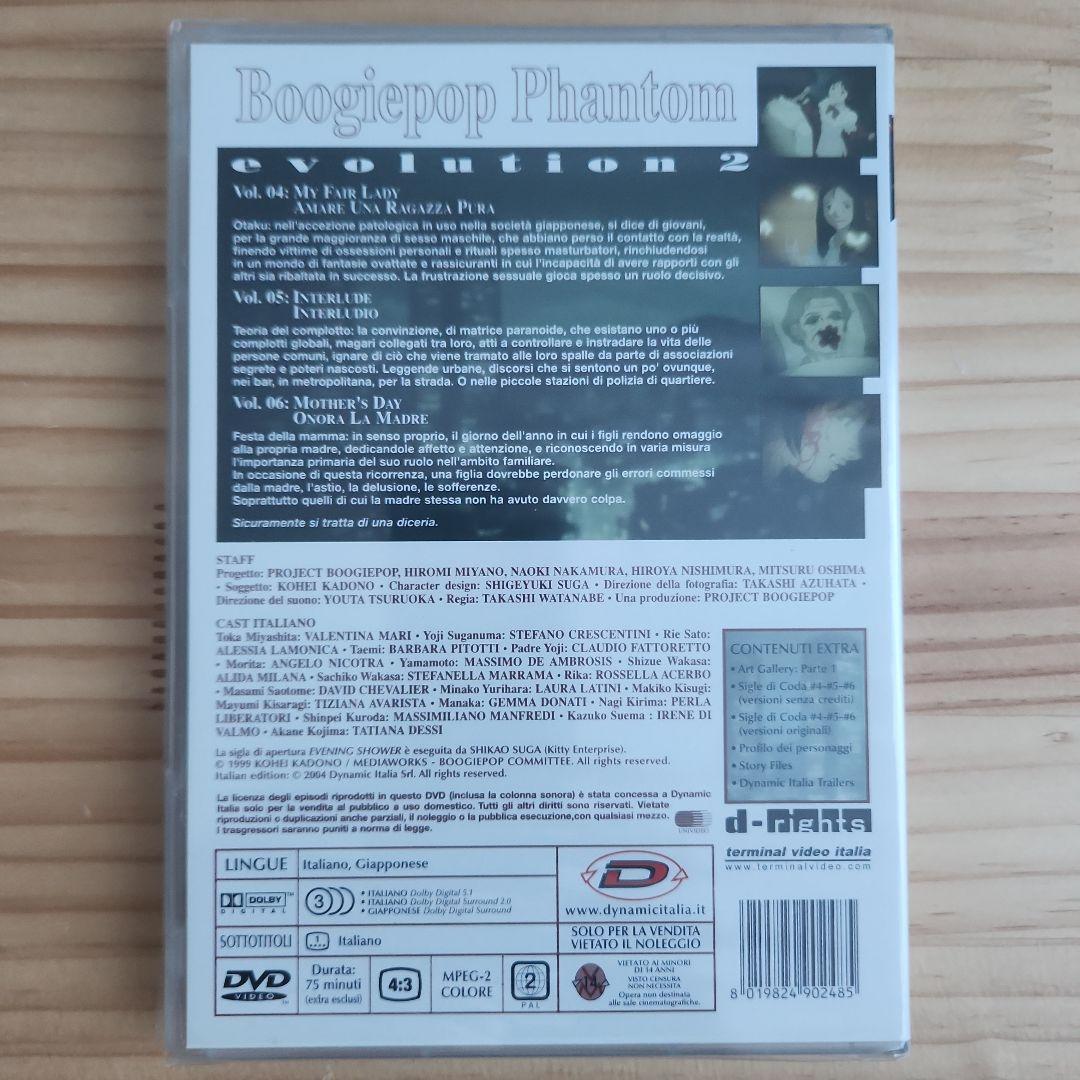 Boogiepop Phantom
evolution 2
Vol. 04: My Fair Lady
Amare Una Ragazza Pura
Otaku: nell'accezione patologica in uso nella società giapponese, si dice di giovani,
per la grande maggioranza di sesso maschile, che abbiano perso il contatto con la realtà,
finendo vittime di ossessioni personali e rituali spesso masturbatori, rinchiudendosi
in un mondo di fantasie ovattate e rassicuranti in cui l'incapacità di avere rapporti con gli
altri sia ribaltata in successo. La frustrazione sessuale gioca spesso un ruolo decisivo.
Vol. 05: Interlude
Interludio
Teoria del complotto: la convinzione, di matrice paranoide, che esistano uno o più
complotti globali, magari collegati tra loro, atti a controllare e instradare la vita delle
persone comuni, ignare di ciò che viene tramato alle loro spalle da parte di associazioni
segrete e poteri nascosti. Leggende urbane, discorsi che si sentono un po' ovunque,
nei bar, in metropolitana, per la strada. O nelle piccole stazioni di polizia di quartiere.
Vol. 06: Mother's Day
Onora La Madre
Festa della mamma: in senso proprio, il giorno dell'anno in cui i figli rendono omaggio
alla propria madre, dedicandole affetto e attenzione, e riconoscendo in varia misura
l'importanza primaria del suo ruolo nell'ambito familiare.
In occasione di questa ricorrenza, una figlia dovrebbe perdonare gli errori commessi
dalla madre, l'astio, la delusione, le sofferenze.
Soprattutto quelli di cui la madre stessa non ha avuto davvero colpa.
Sicuramente si tratta di una diceria.
STAFF
Progetto: PROJECT BOOGIEPOP, HIROMI MIYANO, NAOKI NAKAMURA, HIROYA NISHIMURA, MITSURU OSHIMA
• Soggetto: KOHEI KADONO • Character design: SHIGEYUKI SUGA • Direzione della fotografia: TAKASHI AZUHATA •
Direzione del suono: YOUTA TSURUOKA • Regia: TAKASHI WATANABE • Una produzione: PROJECT BOOGIEPOP
CAST ITALIANO
Toka Miyashita: VALENTINA MARI • Yoji Suganuma: STEFANO CRESCENTINI • Rie Sato:
ALESSIA LAMONICA • Taemi: BARBARA PITOTTI • Padre Yoji: CLAUDIO FATTORETTO
• Morita: ANGELO NICOTRA • Yamamoto: MASSIMO DE AMBROSIS • Shizue Wakasa:
ALIDA MILANA • Sachiko Wakasa: STEFANELLA MARRAMA • Rika: ROSSELLA ACERBO
• Masami Saotome: DAVID CHEVALIER • Minako Yurihara: LAURA LATINI • Makiko Kisugi:
Mayumi Kisaragi: TIZIANA AVARISTA • Manaka: GEMMA DONATI • Nagi Kirima: PERLA
LIBERATORI • Shinpei Kuroda: MASSIMILIANO MANFREDI • Kazuko Suema : IRENE DI
VALMO • Akane Kojima: TATIANA DESSI
La sigla di apertura EVENING SHOWER è eseguita da SHIKAO SUGA (Kitty Enterprise).
© 1999 KOHEI KADONO / MEDIAWORKS - BOOGIEPOP COMMITTEE. All rights reserved.
Italian edition: © 2004 Dynamic Italia Srl. All rights reserved.
La licenza degli episodi riprodotti in questo DVD (inclusa la colonna sonora) è stata concessa a Dynamic
Italia solo per la vendita al pubblico a uso domestico. Tutti gli altri diritti sono riservati. Vietate
riproduzioni o duplicazioni anche parziali, il noleggio o la pubblica esecuzione,con qualsiasi mezzo.
I trasgressori saranno puniti a norma di legge.
UNIVIDEO
CONTENUTI EXTRA
• Art Gallery: Parte 1
• Sigle di Coda #4-#5-#6
(versioni senza crediti)
• Sigle di Coda #4-#5-#6
(versioni originali)
• Profilo dei personaggi
• Story Files
• Dynamic Italia Trailers
d-rights
terminal video italia
www.terminalvideo.com
LINGUE
Italiano, Giapponese
DOLBY
DIGITAL
3
• ITALIANO Dolby Digital 5.1
• ITALIANO Dolby Digital Surround 2.0
• GIAPPONESE Dolby Digital Surround
SOTTOTITOLI
1
Italiano
DVD
VIDEO
Durata:
75 minuti
(extra esclusi)
4:3
MPEG-2
COLORE
2
PAL
D
www.dynamicitalia.it
SOLO PER LA VENDITA
VIETATO IL NOLEGGIO
14
VIETATO AI MINORI
DI 14 ANNI
VISTO CENSURA
NON NECESSITA
Opera non destinata
alle sale cinematografiche.
8 019824 902485